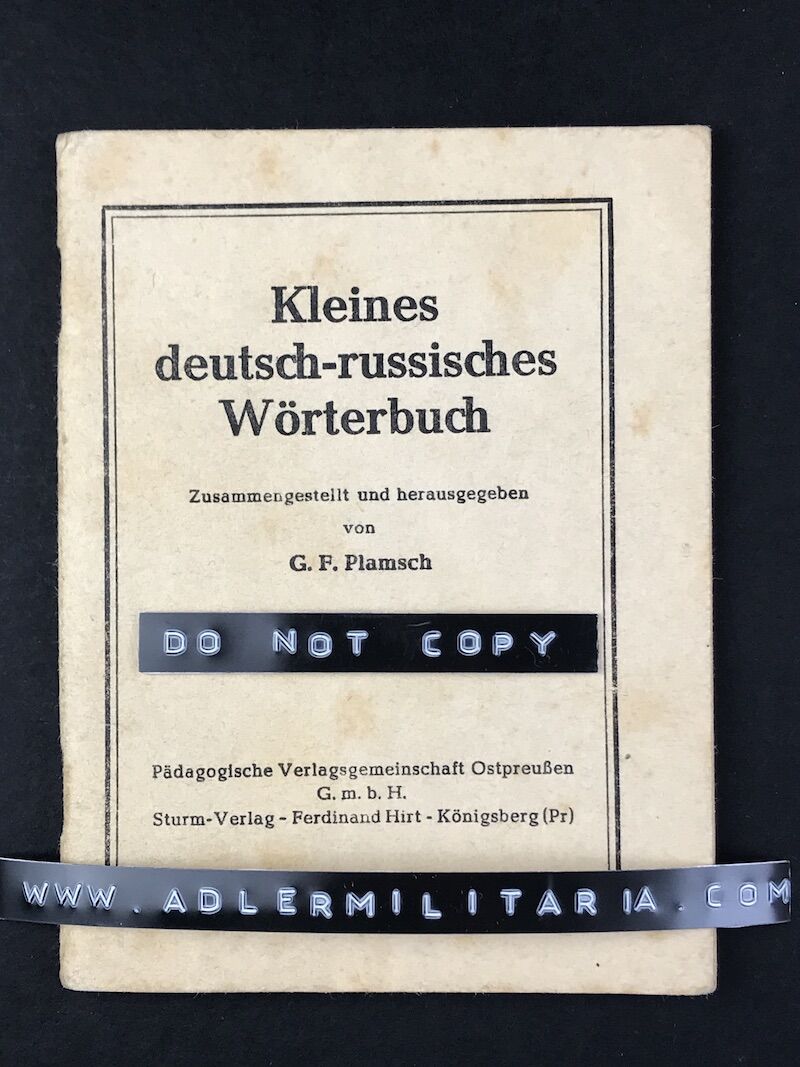 Kleines
deutsch-russisches
Wörterbuch
Zusammengestellt und herausgegeben
von
G. F. Plamsch
DO NOT COPY
Pädagogische Verlagsgemeinschaft Ostpreußen
G. m. b. H.
Sturm-Verlag - Ferdinand Hirt - Königsberg (Pr)
WWW.ADLERMILITARIA.COM